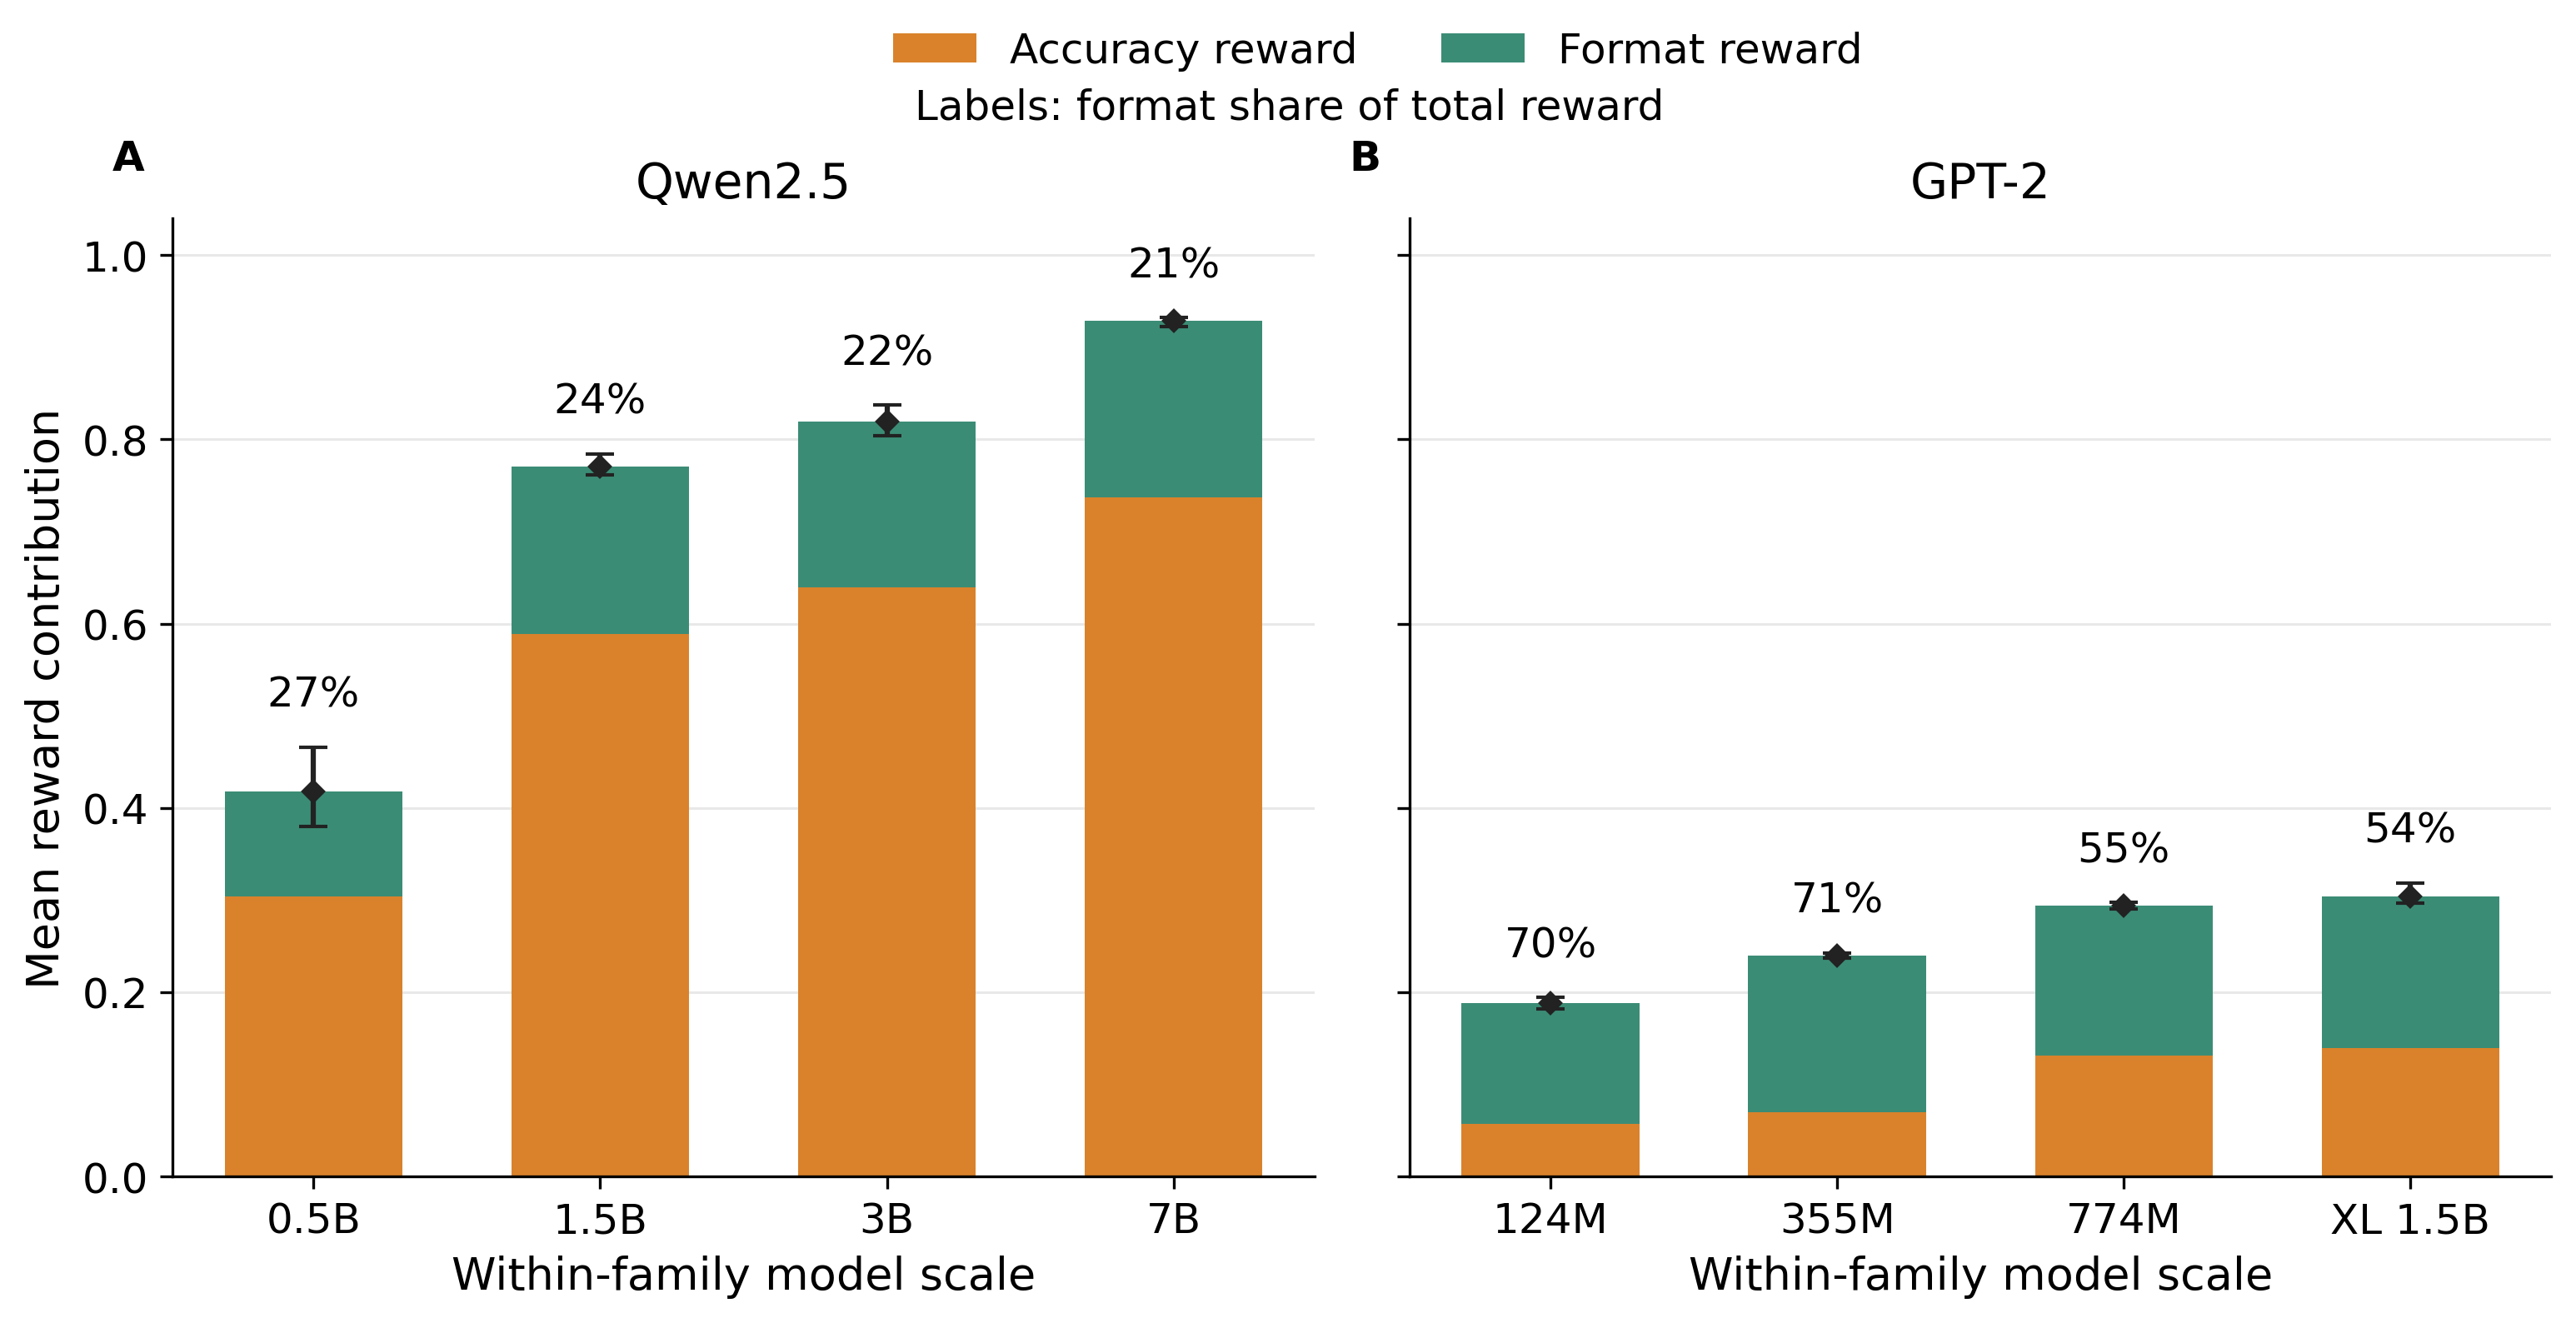 Accuracy reward
Format reward
Labels: format share of total reward
A
Qwen2.5
Mean reward contribution
1.0
0.8
0.6
0.4
0.2
0.0
27%
24%
22%
21%
0.5B
1.5B
3B
7B
Within-family model scale
B
GPT-2
70%
71%
55%
54%
124M
355M
774M
XL 1.5B
Within-family model scale